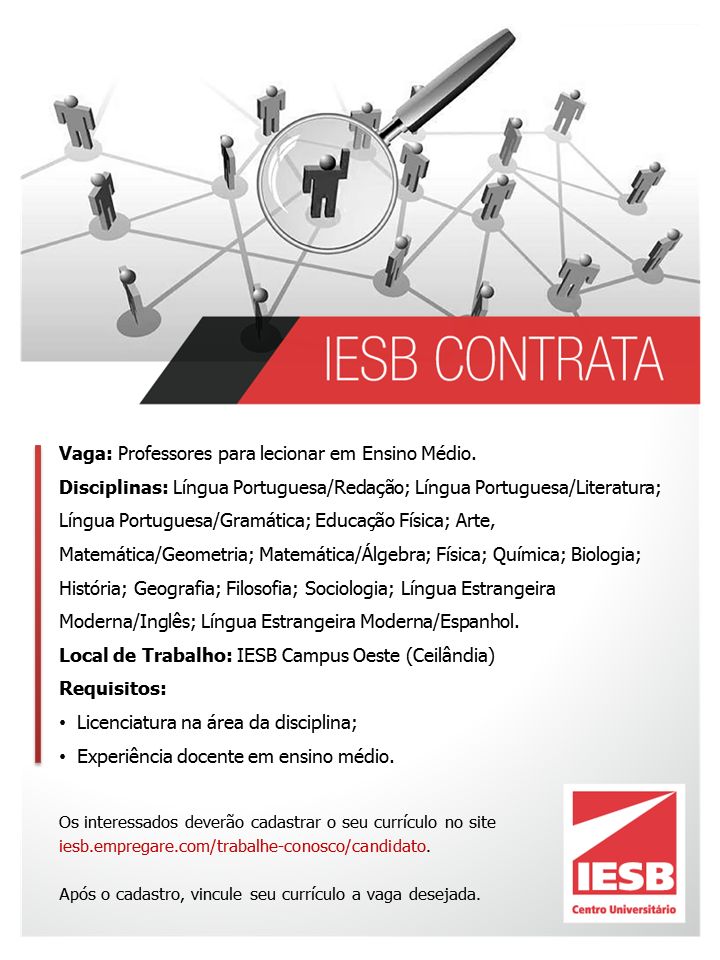 IESB CONTRATA
Vaga: Professores para lecionar em Ensino Médio.
Disciplinas: Língua Portuguesa/Redação; Língua Portuguesa/Literatura;
Língua Portuguesa/Gramática; Educação Física; Arte,
Matemática/Geometria; Matemática/Álgebra; Física; Química; Biologia;
História; Geografia; Filosofia; Sociologia; Língua Estrangeira
Moderna/Inglês; Língua Estrangeira Moderna/Espanhol.
Local de Trabalho: IESB Campus Oeste (Ceilândia)
Requisitos:
• Licenciatura na área da disciplina;
• Experiência docente em ensino médio.
Os interessados deverão cadastrar o seu currículo no site
iesb.empregare.com/trabalhe-conosco/candidato.
Após o cadastro, vincule seu currículo a vaga desejada.
IESB
Centro Universitário